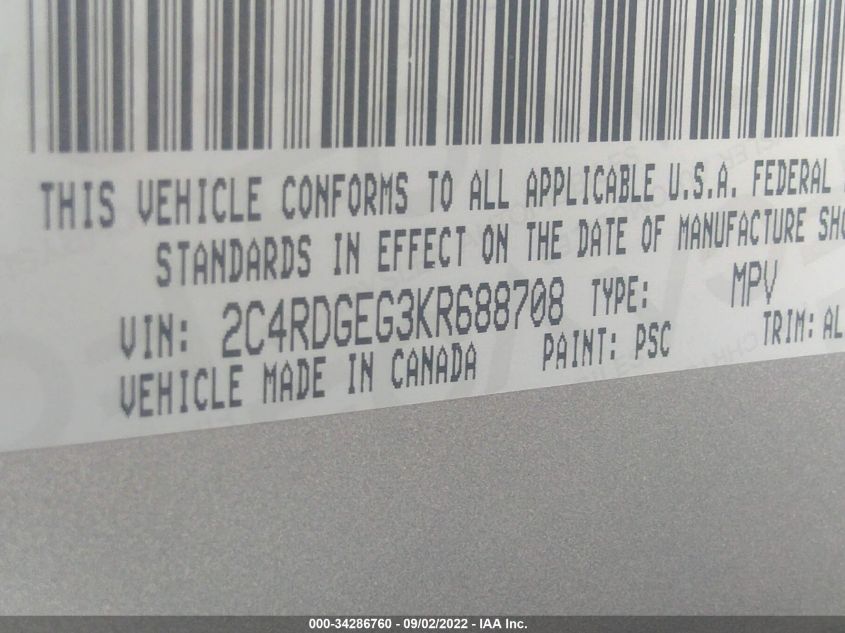 THIS VEHICLE CONFORMS TO ALL APPLICABLE U.S.A. FEDERAL
STANDARDS IN EFFECT ON THE DATE OF MANUFACTURE SHO
VIN: 2C4RDGEG3KR688708 TYPE: MPV
VEHICLE MADE IN CANADA PAINT: PSC TRIM: AL
000-34286760 - 09/02/2022 - IAA Inc.